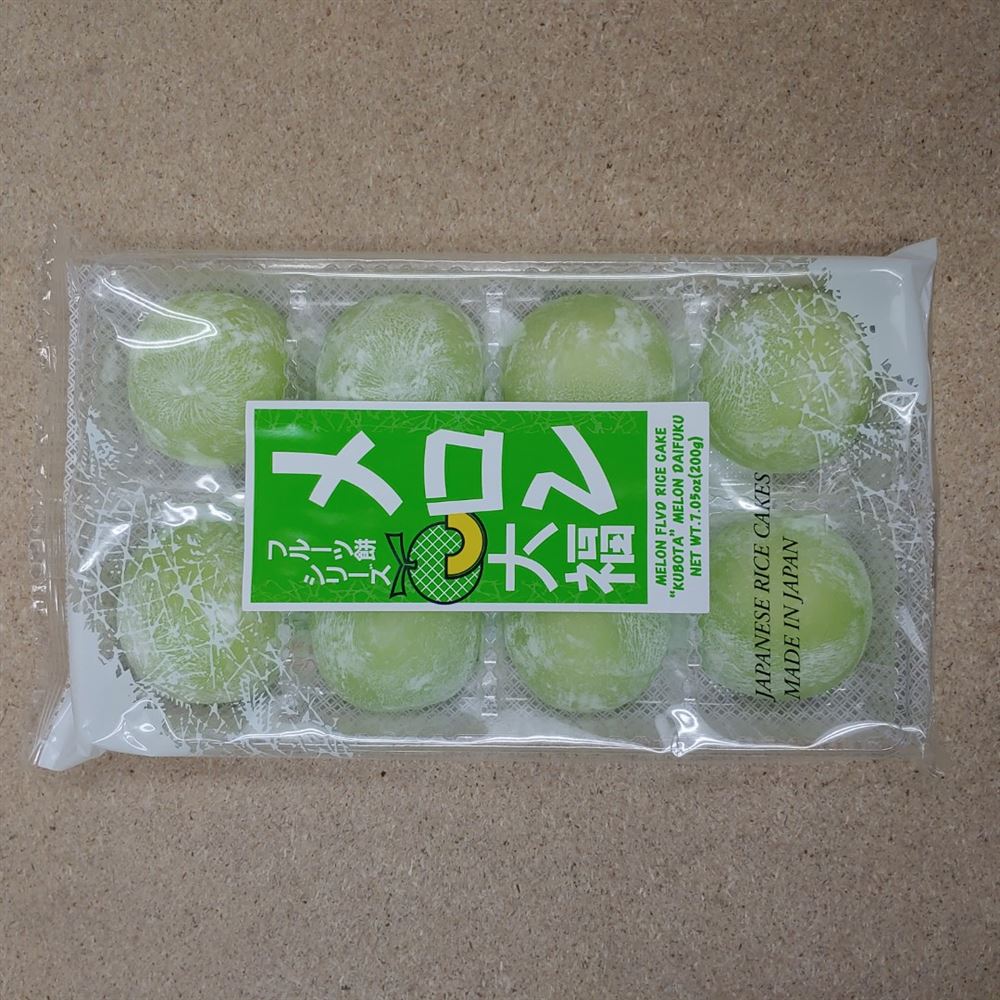 メロン
大福
フルーツ餅
シリーズ
MELON FLVD RICE CAKE
"KUBOTA" MELON DAIFUKU
NET WT.7.05oz(200g)
JAPANESE RICE CAKES
MADE IN JAPAN